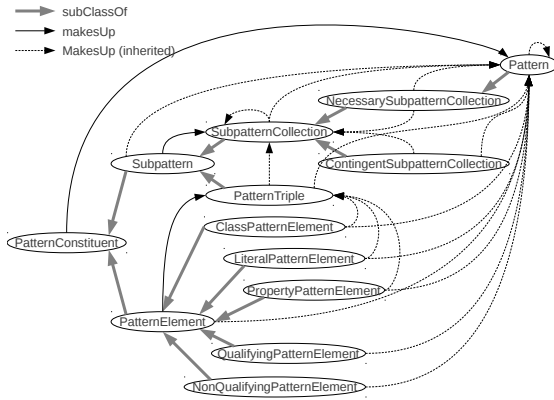 subClassOf
makesUp
MakesUp (inherited)
Pattern
NecessarySubpatternCollection
SubpatternCollection
Subpattern
ContingentSubpatternCollection
PatternTriple
ClassPatternElement
PatternConstituent
LiteralPatternElement
PropertyPatternElement
PatternElement
QualifyingPatternElement
NonQualifyingPatternElement